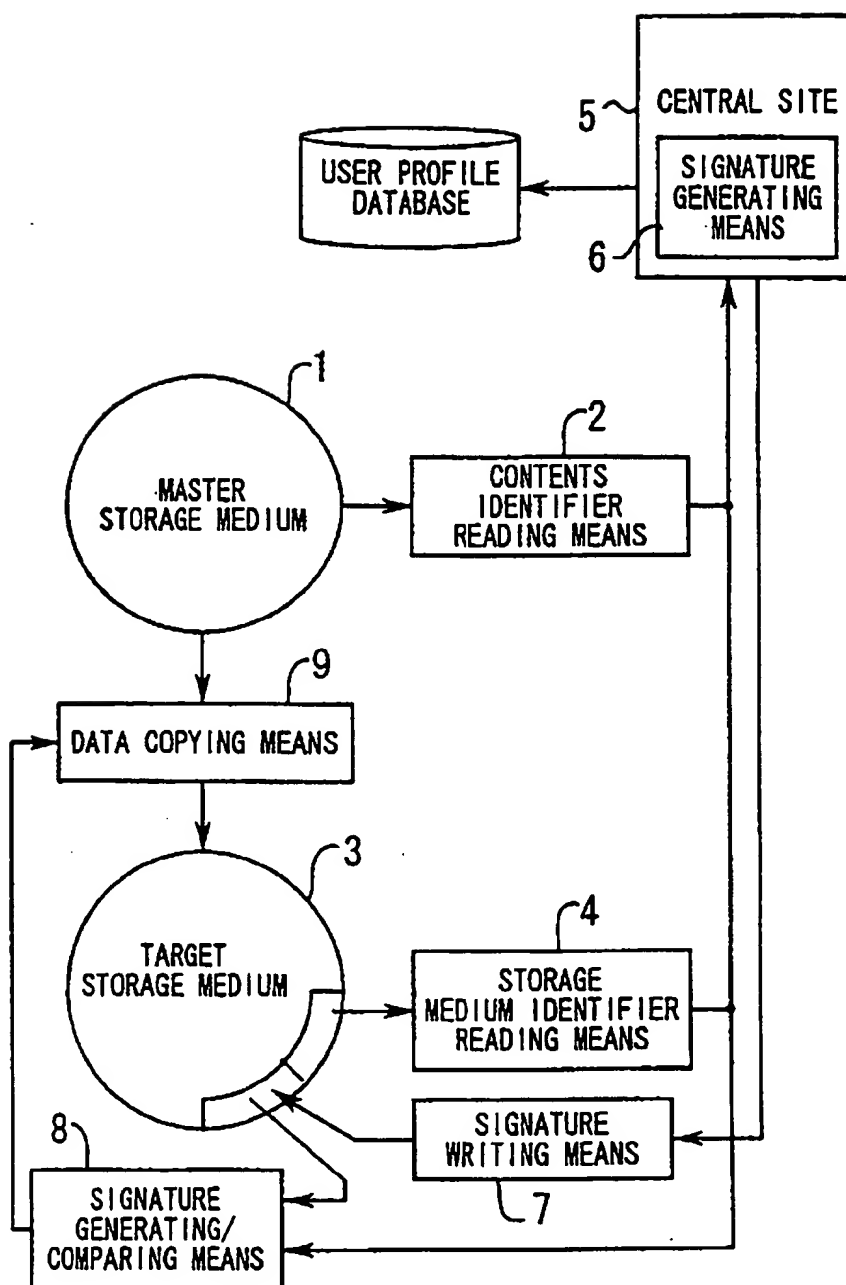 5
CENTRAL SITE
SIGNATURE
GENERATING
MEANS
6
USER PROFILE
DATABASE
1
MASTER
STORAGE MEDIUM
2
CONTENTS
IDENTIFIER
READING MEANS
9
DATA COPYING MEANS
3
TARGET
STORAGE MEDIUM
4
STORAGE
MEDIUM IDENTIFIER
READING MEANS
SIGNATURE
WRITING MEANS
7
8
SIGNATURE
GENERATING/
COMPARING MEANS